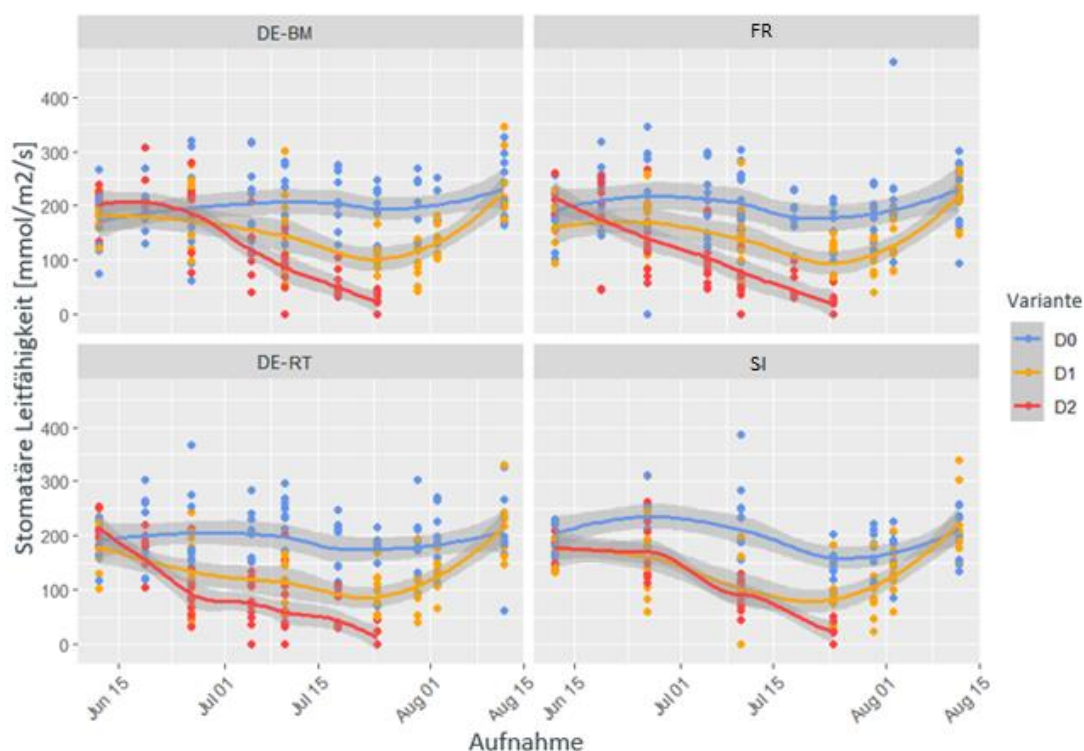 DE-BM
FR
400
300
200
100
0
DE-RT
SI
400
300
200
100
0
Stomatäre Leitfähigkeit [mmol/m2/s]
Jun 15
Jul 01
Jul 15
Aug 01
Aug 15
Jun 15
Jul 01
Jul 15
Aug 01
Aug 15
Aufnahme
Variante
D0
D1
D2